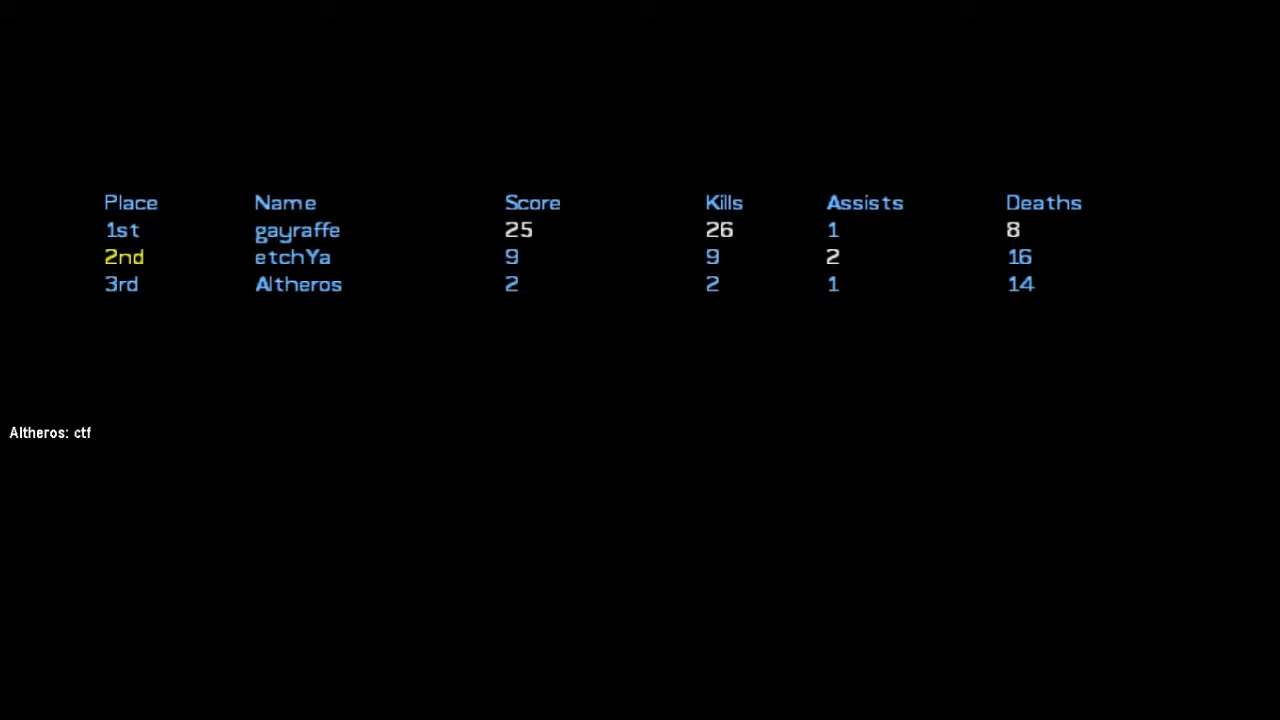 Place Name Score Kills Assists Deaths
1st gayraffe 25 26 1 8
2nd etchYa 9 9 2 16
3rd Altheros 2 2 1 14
Altheros: ctf